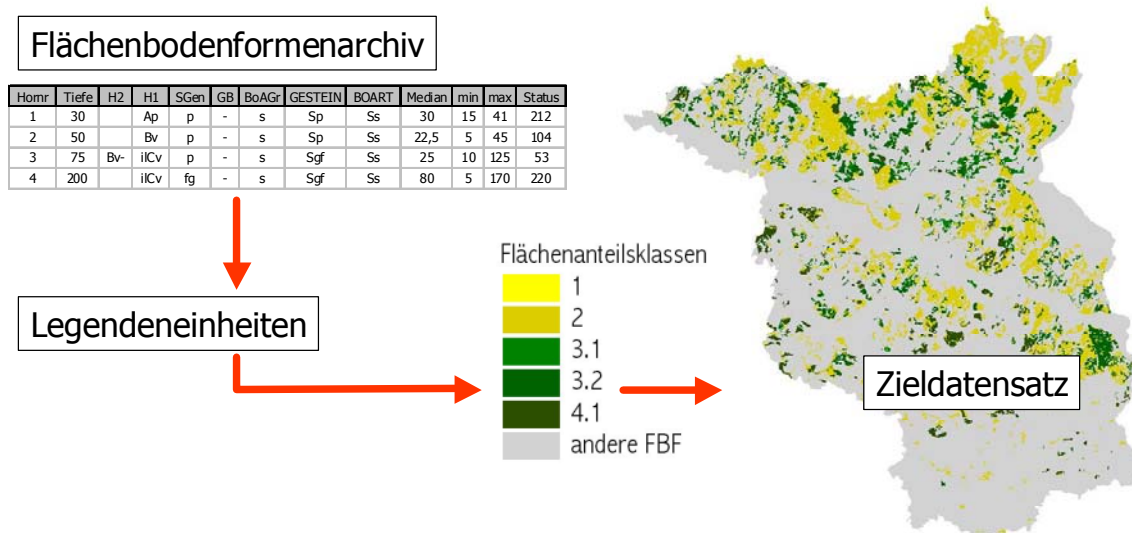 Flächenbodenformenarchiv
Hornr Tiefe H2 H1 SGen GB BoAGr GESTEIN BOART Median min max Status
1 30 Ap p - s Sp Ss 30 15 41 212
2 50 Bv p - s Sp Ss 22,5 5 45 104
3 75 Bv- ilCv p - s Sgf Ss 25 10 125 53
4 200 ilCv fg - s Sgf Ss 80 5 170 220
Legendeneinheiten
Flächenanteilsklassen
1
2
3.1
3.2
4.1
andere FBF
Zieldatensatz